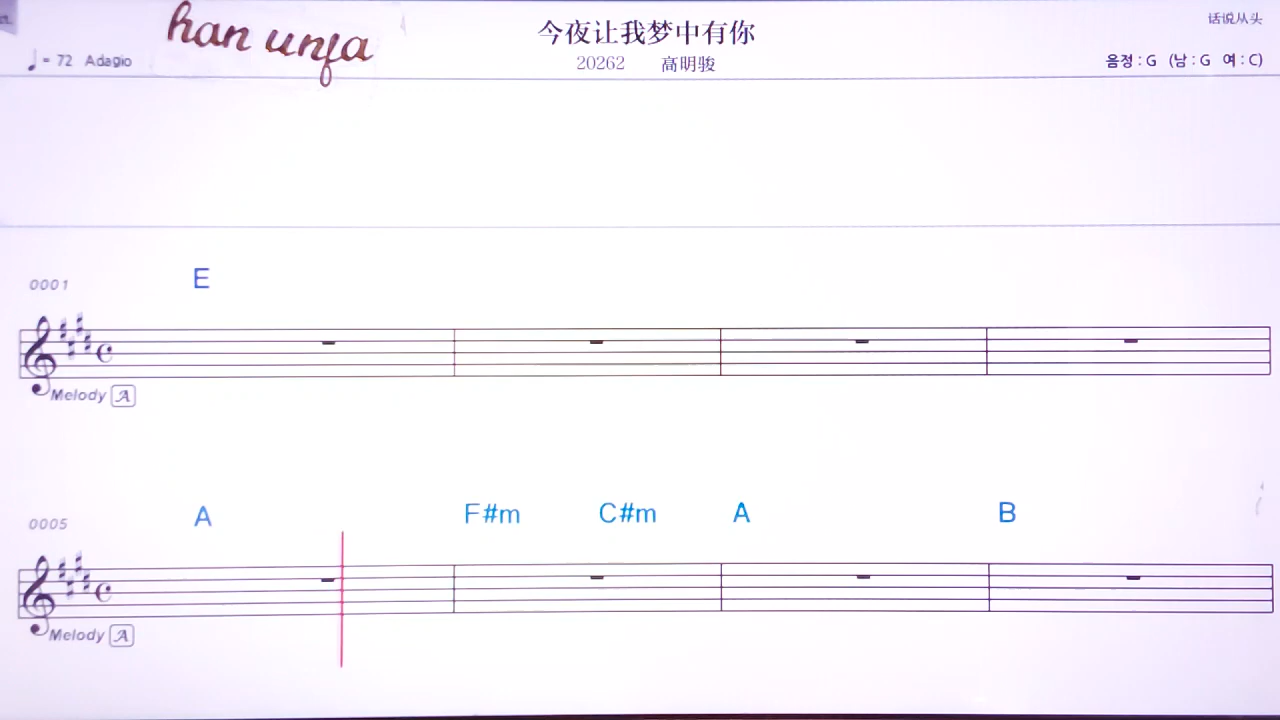 han unfa
今夜让我梦中有你
话说从头
♩= 72 Adagio
20262 高明骏
음정 : G (남 : G 여 : C)
0001 E
Melody A
0005 A F#m C#m A B
Melody A